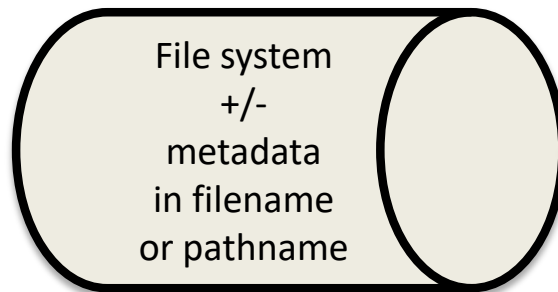 File system
+/-
metadata
in filename
or pathname